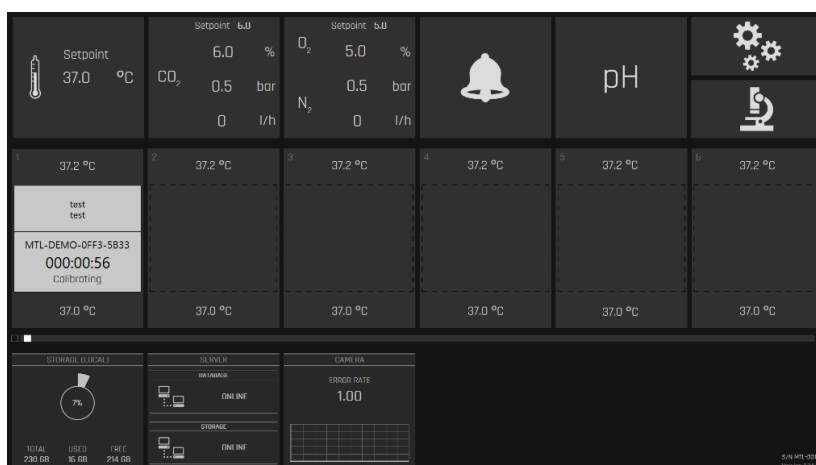 Setpoint
37.0 °C
Setpoint 6.0
6.0 %
CO2
0.5 bar
0 l/h
Setpoint 5.0
O2
5.0 %
0.5 bar
N2
0 l/h
pH
1
37.2 °C
test
test
MTL-DEMO-0FF3-5B33
000:00:56
Calibrating
37.0 °C
2
37.2 °C
37.0 °C
3
37.2 °C
37.0 °C
4
37.2 °C
37.0 °C
5
37.2 °C
37.0 °C
6
37.2 °C
37.0 °C
STORAGE (LOCAL)
7%
TOTAL USED FREE
230 GB 16 GB 214 GB
SERVER
DATABASE
ONLINE
STORAGE
ONLINE
CAMERA
ERROR RATE
1.00
S/N MTL-001